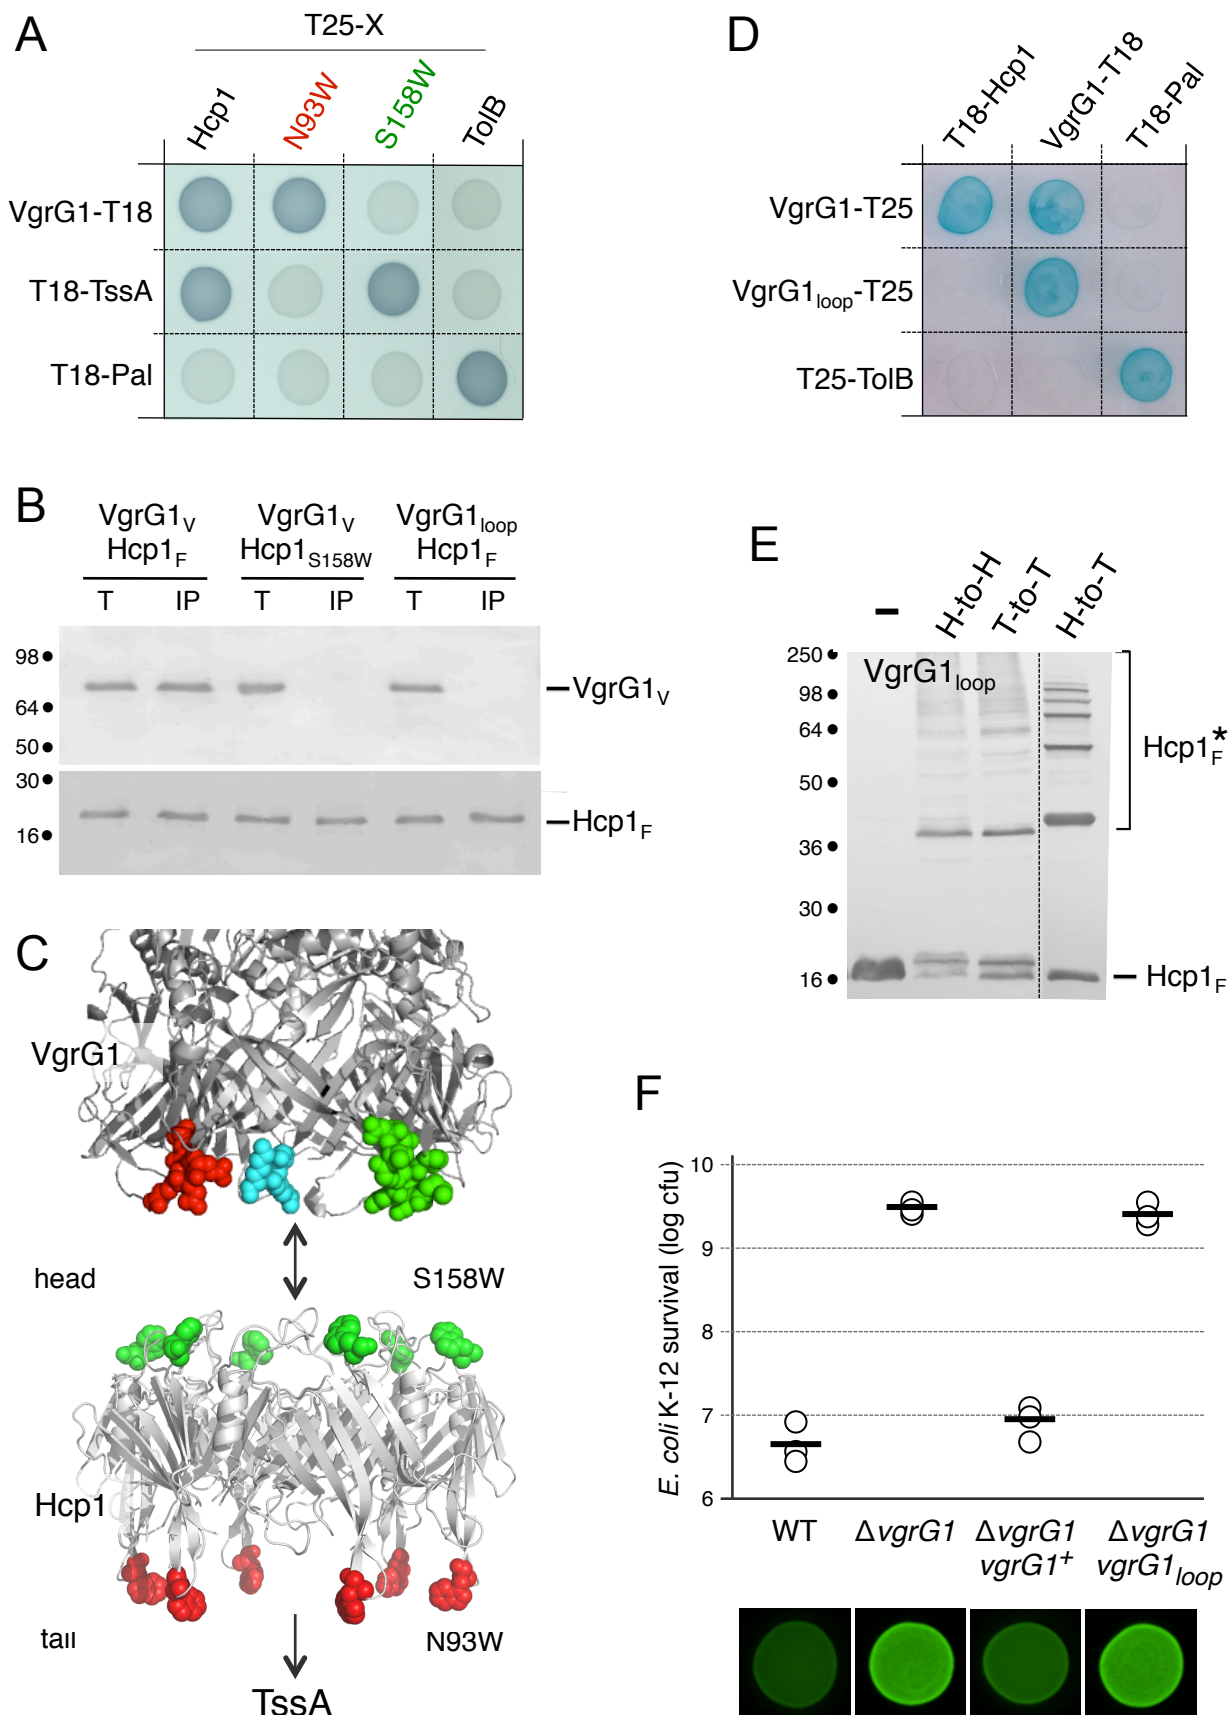 A
T25-X
Hcp1
N93W
S158W
TolB
VgrG1-T18
T18-TssA
T18-Pal
B
VgrG1V VgrG1V VgrG1loop
Hcp1F Hcp1S158W Hcp1F
T IP T IP T IP
98
64
50
VgrG1V
30
16
Hcp1F
C
VgrG1
head
S158W
Hcp1
tail
N93W
TssA
D
T18-Hcp1
VgrG1-T18
T18-Pal
VgrG1-T25
VgrG1loop-T25
T25-TolB
E
–
H-to-H
T-to-T
H-to-T
VgrG1loop
250
98
64
50
36
30
16
Hcp1F*
Hcp1F
F
E. coli K-12 survival (log cfu)
10
9
8
7
6
WT ΔvgrG1 ΔvgrG1 ΔvgrG1
vgrG1+ vgrG1loop